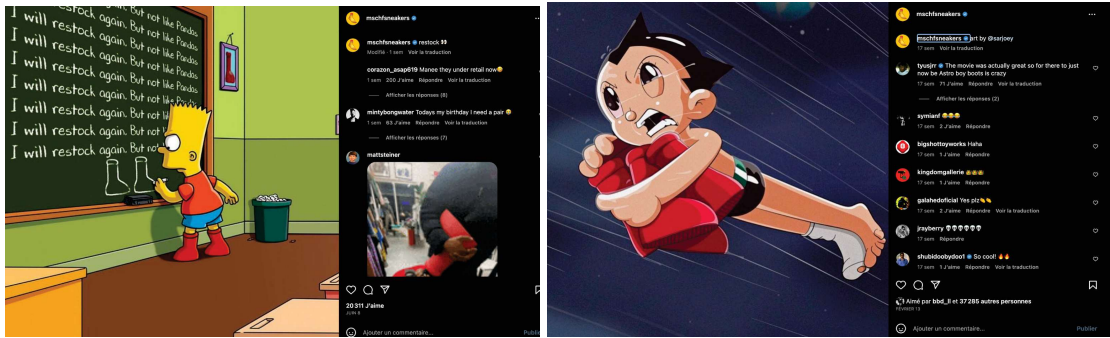 I will restock again. But not like Pandas
I will restock again. But not like Pandas
I will restock again. But not like Pandas
I will restock again. But not like Pandas
I will restock again. But not like Pandas
I will restock again. But not
I will restock again. But not
I will restock again. But not
mschfsneakers
mschfsneakers restock
Modifié · 1 sem Voir la traduction
corazon_asap619 Manee they under retail now😂
1 sem 200 J'aime Répondre Voir la traduction
Afficher les réponses (8)
mintybongwater Todays my birthday I need a pair
1 sem 63 J'aime Répondre Voir la traduction
Afficher les réponses (7)
mattsteiner
20 311 J'aime
JUIN 8
Ajouter un commentaire...
Publier
mschfsneakers
mschfsneakers art by @sarjoey
17 sem Voir la traduction
tyusjrr The movie was actually great so for there to just
now be Astro boy boots is crazy
17 sem 71 J'aime Répondre Voir la traduction
Afficher les réponses (2)
symianf 😂😂😂
17 sem 2 J'aime Répondre
bigshottoyworks Haha
17 sem 1 J'aime Répondre
kingdomgallerie
17 sem 1 J'aime Répondre
galahedoficial Yes plz
17 sem 2 J'aime Répondre Voir la traduction
jrayberry 💀💀💀💀💀💀
17 sem Répondre
shubidoobydoo1 So cool! 🔥🔥
17 sem 1 J'aime Répondre Voir la traduction
Aimé par bbd_ll et 37 285 autres personnes
FÉVRIER 13
Ajouter un commentaire...
Publier